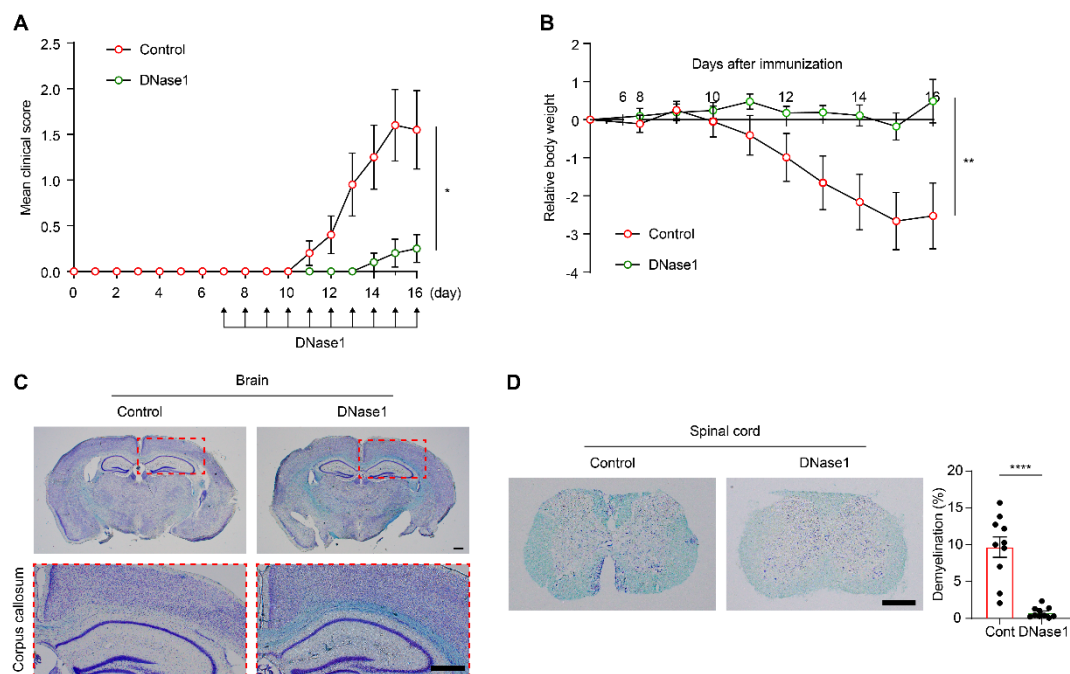 A
Control
DNase1
Mean clinical score
2.5
2.0
1.5
1.0
0.5
0.0
*
0 2 4 6 8 10 12 14 16 (day)
DNase1
B
Days after immunization
Relative body weight
2
1
0
-1
-2
-3
-4
6 8 10 12 14 16
**
Control
DNase1
C
Brain
Control DNase1
Corpus callosum
D
Spinal cord
Control DNase1
Demyelination (%)
20
15
10
5
0
****
Cont DNase1